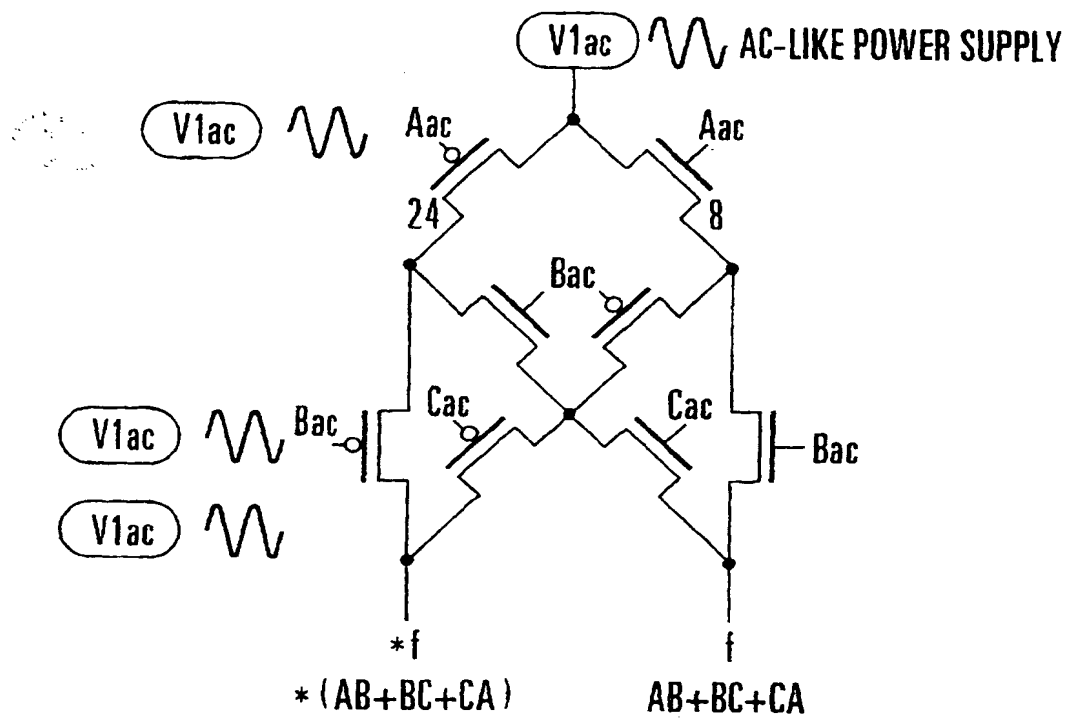 V1ac AC-LIKE POWER SUPPLY
V1ac
Aac
Aac
24
8
Bac
Cac
Cac
V1ac
Bac
Bac
V1ac
*f
f
*(AB+BC+CA)
AB+BC+CA